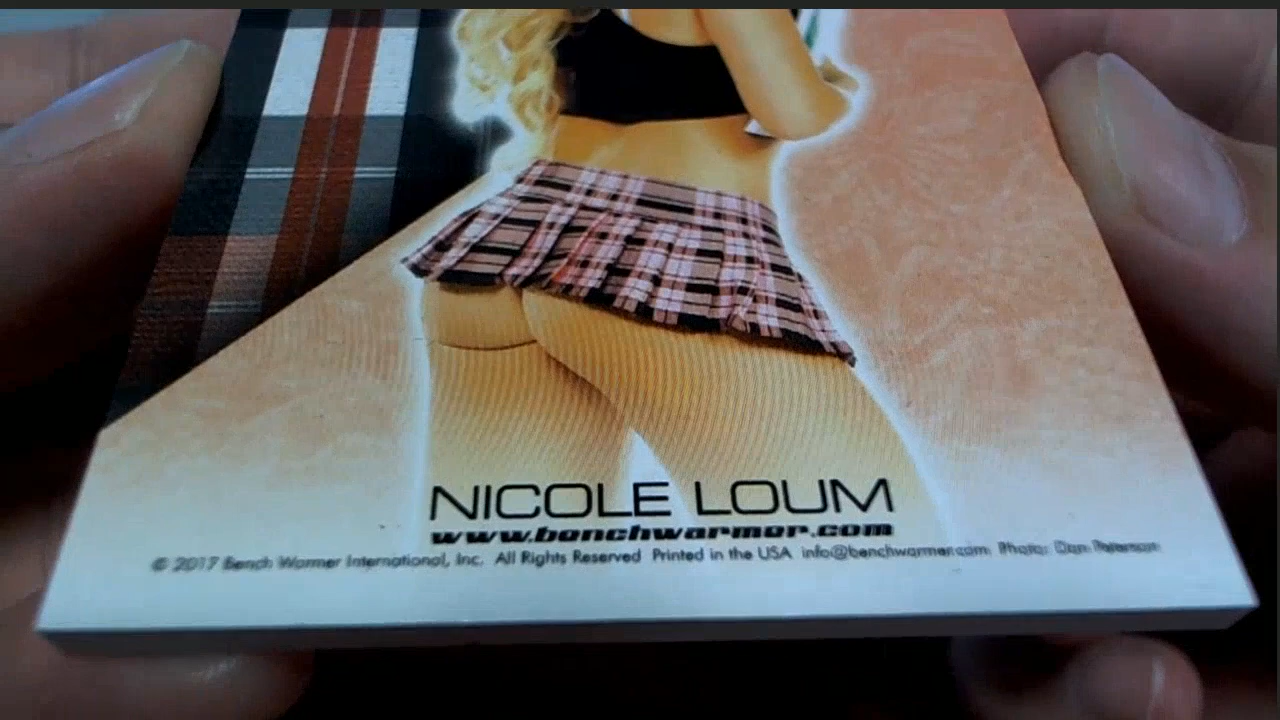 NICOLE LOUM
www.benchwarmer.com
© 2017 Bench Warmer International, Inc. All Rights Reserved Printed in the USA info@benchwarmer.com Photo: Dan Peterson